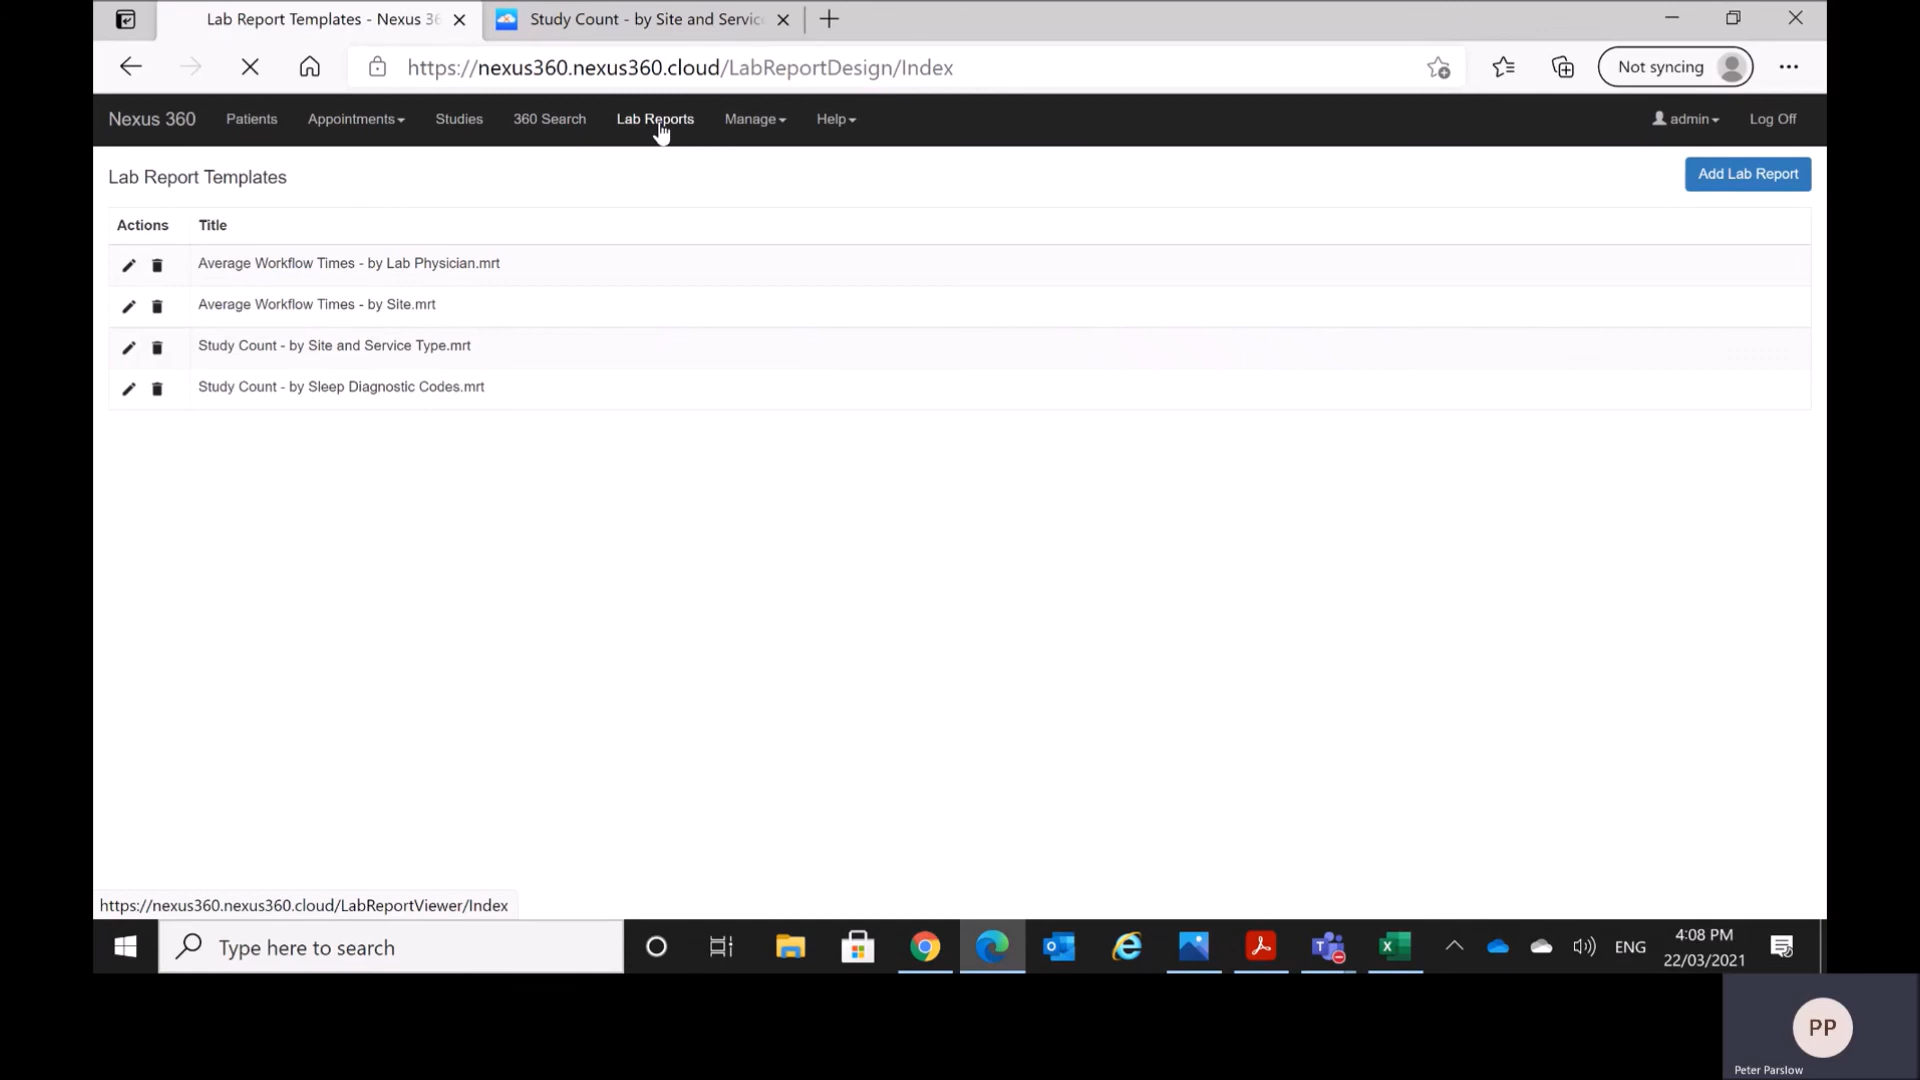 Lab Report Templates - Nexus 36
Study Count - by Site and Servic
https://nexus360.nexus360.cloud/LabReportDesign/Index
Not syncing
Nexus 360
Patients
Appointments
Studies
360 Search
Lab Reports
Manage
Help
admin
Log Off
Lab Report Templates
Add Lab Report
Actions
Title
Average Workflow Times - by Lab Physician.mrt
Average Workflow Times - by Site.mrt
Study Count - by Site and Service Type.mrt
Study Count - by Sleep Diagnostic Codes.mrt
https://nexus360.nexus360.cloud/LabReportViewer/Index
Type here to search
ENG
4:08 PM
22/03/2021
PP
Peter Parslow